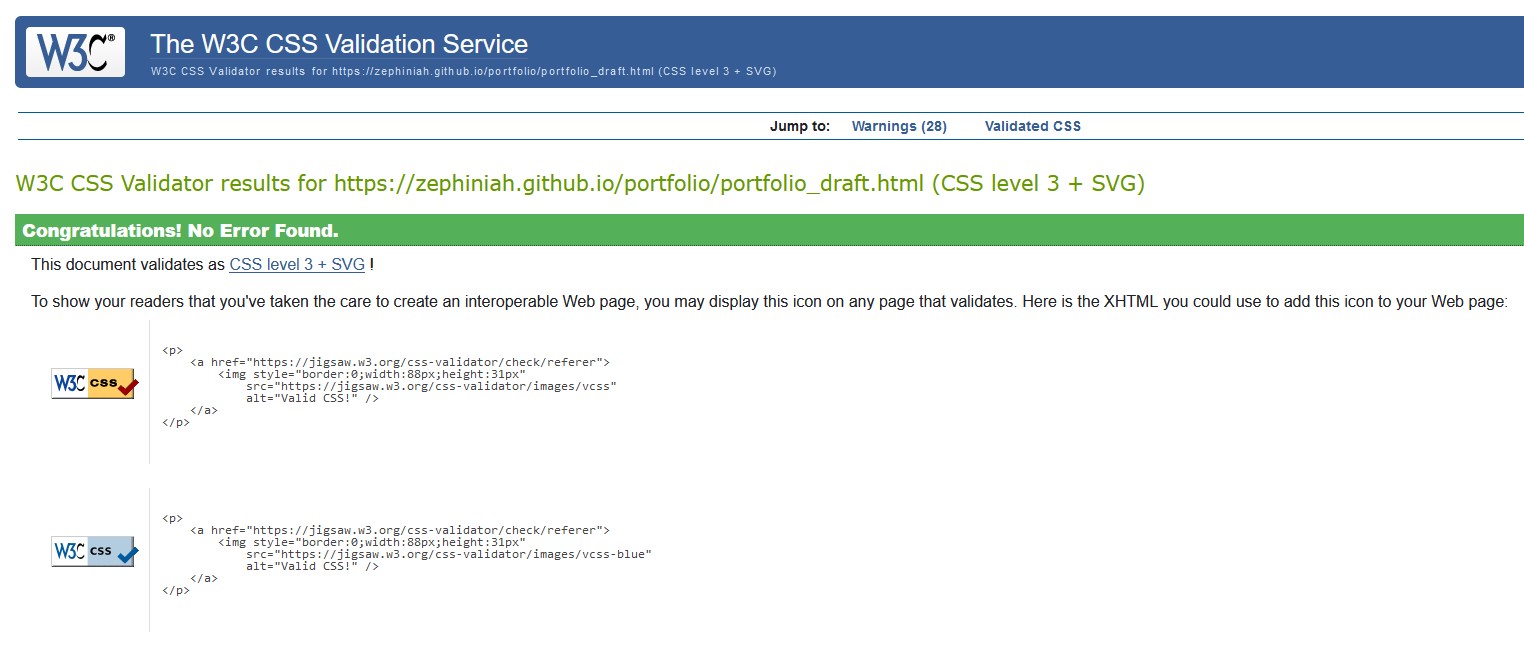 W3C®
The W3C CSS Validation Service
W3C CSS Validator results for https://zephiniah.github.io/portfolio/portfolio_draft.html (CSS level 3 + SVG)
Jump to: Warnings (28) Validated CSS
W3C CSS Validator results for https://zephiniah.github.io/portfolio/portfolio_draft.html (CSS level 3 + SVG)
Congratulations! No Error Found.
This document validates as CSS level 3 + SVG !
To show your readers that you've taken the care to create an interoperable Web page, you may display this icon on any page that validates. Here is the XHTML you could use to add this icon to your Web page:
W3C css
<p>
<a href="https://jigsaw.w3.org/css-validator/check/referer">
<img style="border:0;width:88px;height:31px"
src="https://jigsaw.w3.org/css-validator/images/vcss"
alt="Valid CSS!" />
</a>
</p>
W3C css
<p>
<a href="https://jigsaw.w3.org/css-validator/check/referer">
<img style="border:0;width:88px;height:31px"
src="https://jigsaw.w3.org/css-validator/images/vcss-blue"
alt="Valid CSS!" />
</a>
</p>